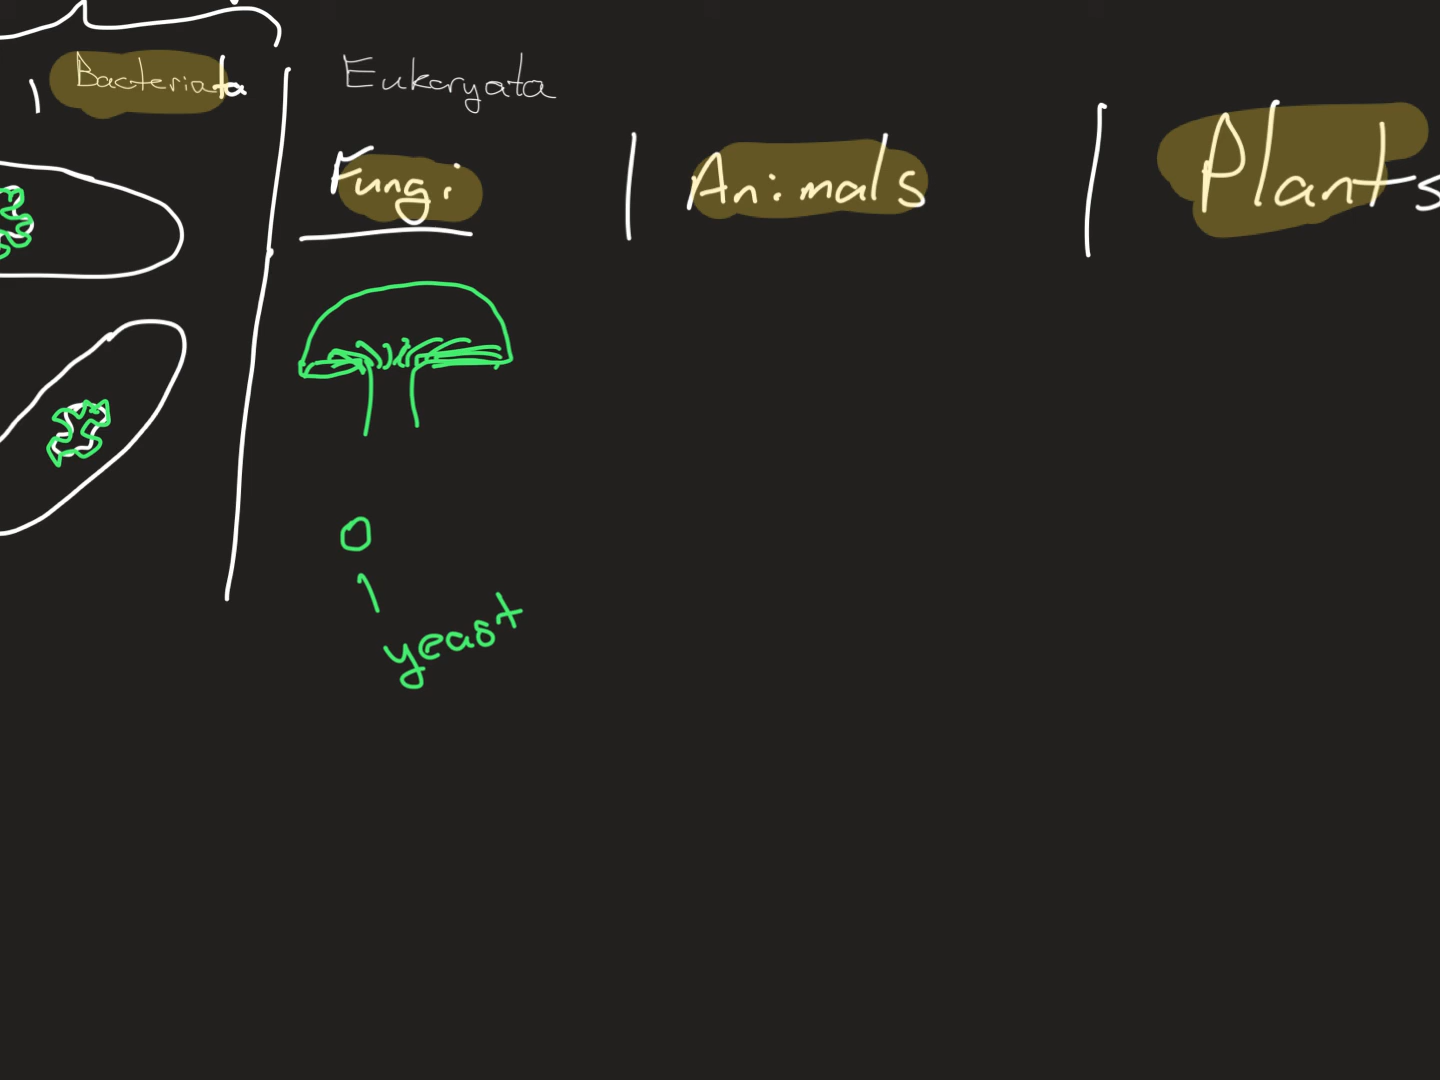 Bacteriata
Eukaryata
Fungi
Animals
Plants
yeast